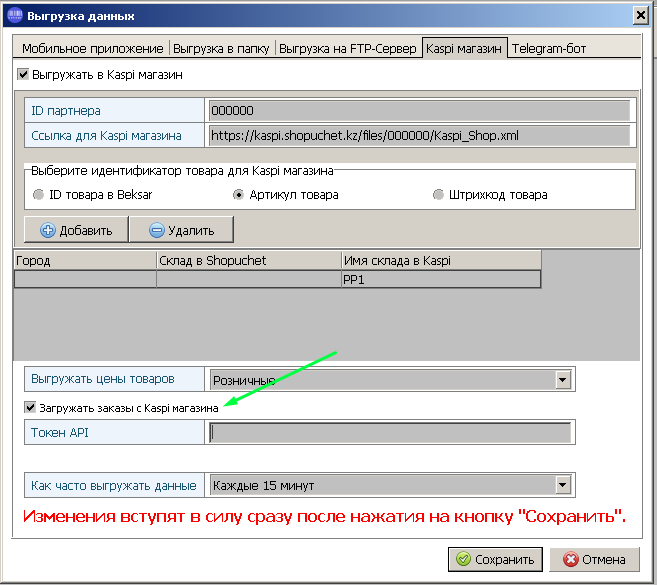 Выгрузка данных
Мобильное приложение Выгрузка в папку Выгрузка на FTP-Сервер Kaspi магазин Telegram-бот
Выгружать в Kaspi магазин
ID партнера 000000
Ссылка для Kaspi магазина https://kaspi.shopuchet.kz/files/000000/Kaspi_Shop.xml
Выберите идентификатор товара для Kaspi магазина
ID товара в Beksar Артикул товара Штрихкод товара
Добавить Удалить
Город Склад в Shopuchet Имя склада в Kaspi
PP1
Выгружать цены товаров Розничные
Загружать заказы с Kaspi магазина
Токен API
Как часто выгружать данные Каждые 15 минут
Изменения вступят в силу сразу после нажатия на кнопку "Сохранить".
Сохранить Отмена